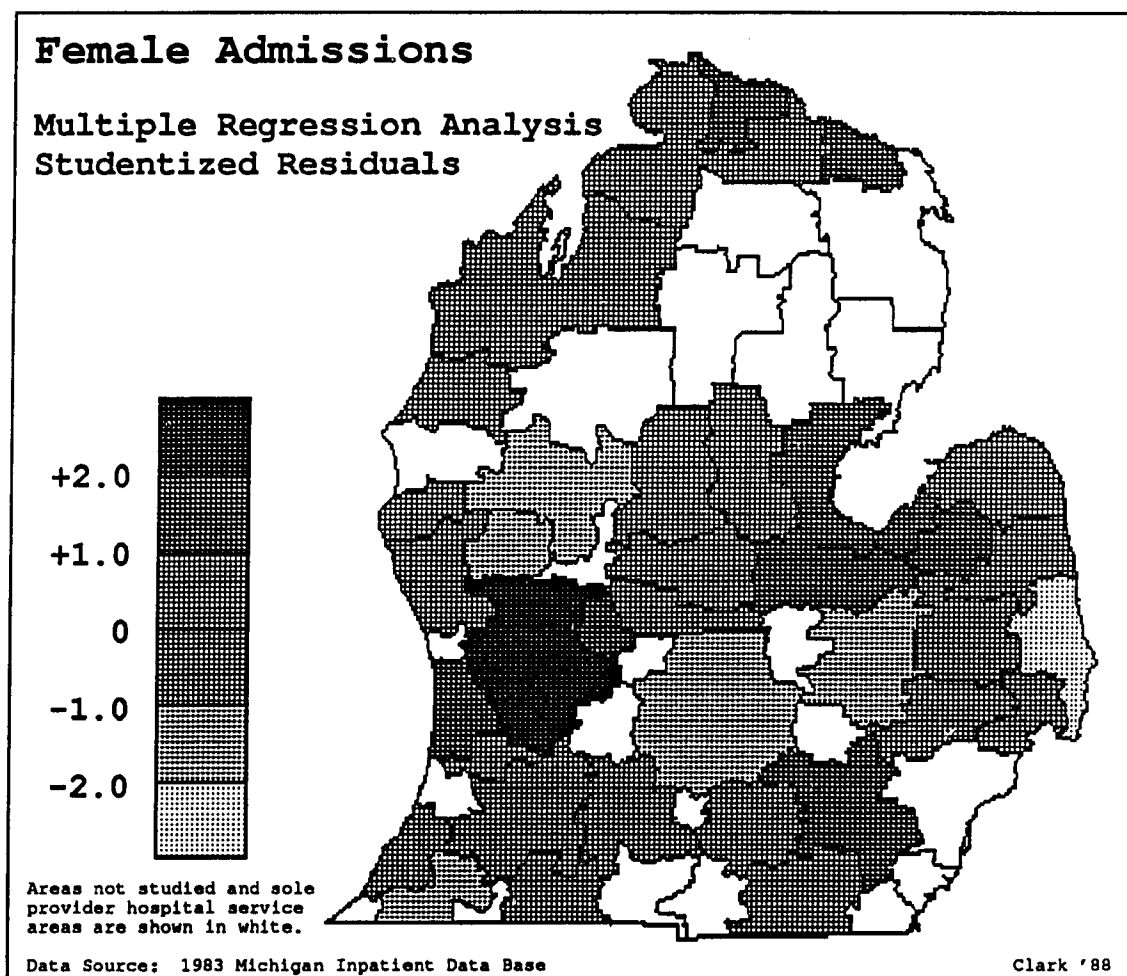 Female Admissions
Multiple Regression Analysis
Studentized Residuals
+2.0
+1.0
0
-1.0
-2.0
Areas not studied and sole
provider hospital service
areas are shown in white.
Data Source: 1983 Michigan Inpatient Data Base
Clark '88